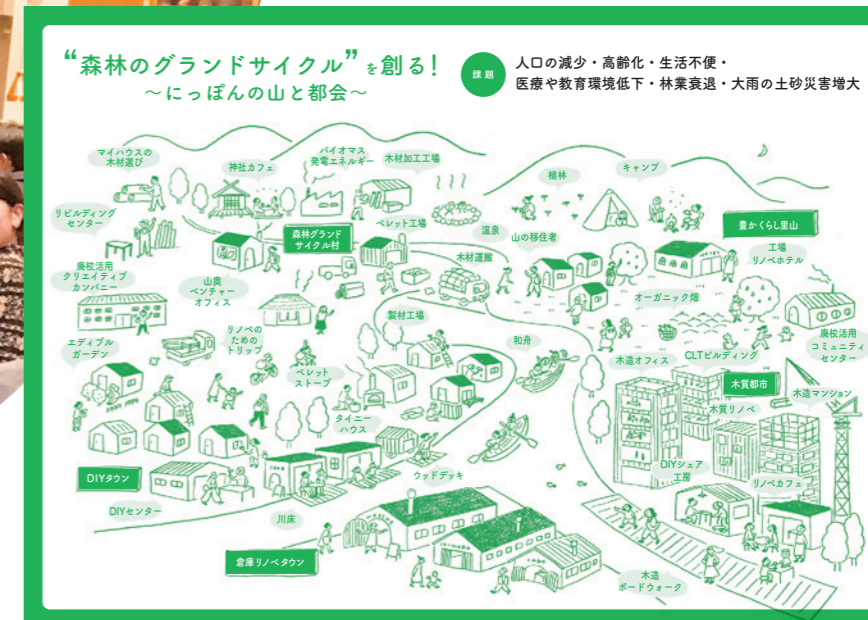 “森林のグランドサイクル”を創る！
〜にっぽんの山と都会〜
課題
人口の減少・高齢化・生活不便・
医療や教育環境低下・林業衰退・大雨の土砂災害増大
マイハウスの
木材選び
神社カフェ
バイオマス
発電エネルギー
木材加工工場
植林
キャンプ
リビルディング
センター
森林グランド
サイクル村
ペレット工場
温泉
山の移住者
豊かくらし里山
工場
リノベホテル
廃校活用
クリエイティブ
カンパニー
山奥
ベンチャー
オフィス
木材運搬
オーガニック畑
エディブル
ガーデン
リノベの
ための
トリップ
製材工場
和舟
廃校活用
コミュニティ
センター
ペレット
ストーブ
木造オフィス
CLTビルディング
木質都市
木造マンション
タイニー
ハウス
木質リノベ
DIYタウン
ウッドデッキ
DIYシェア
工房
リノベカフェ
DIYセンター
川床
倉庫リノベタウン
木造
ボードウォーク